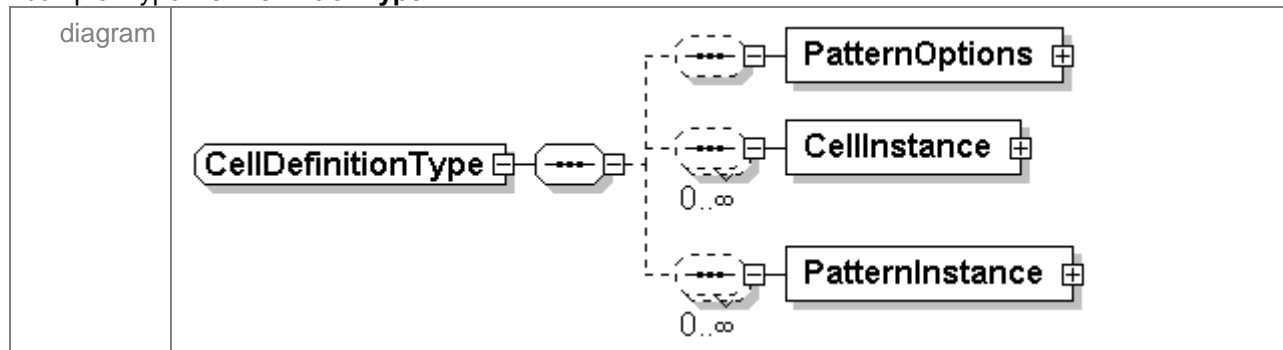 diagram
PatternOptions
CellInstance
0..∞
CellDefinitionType
PatternInstance
0..∞